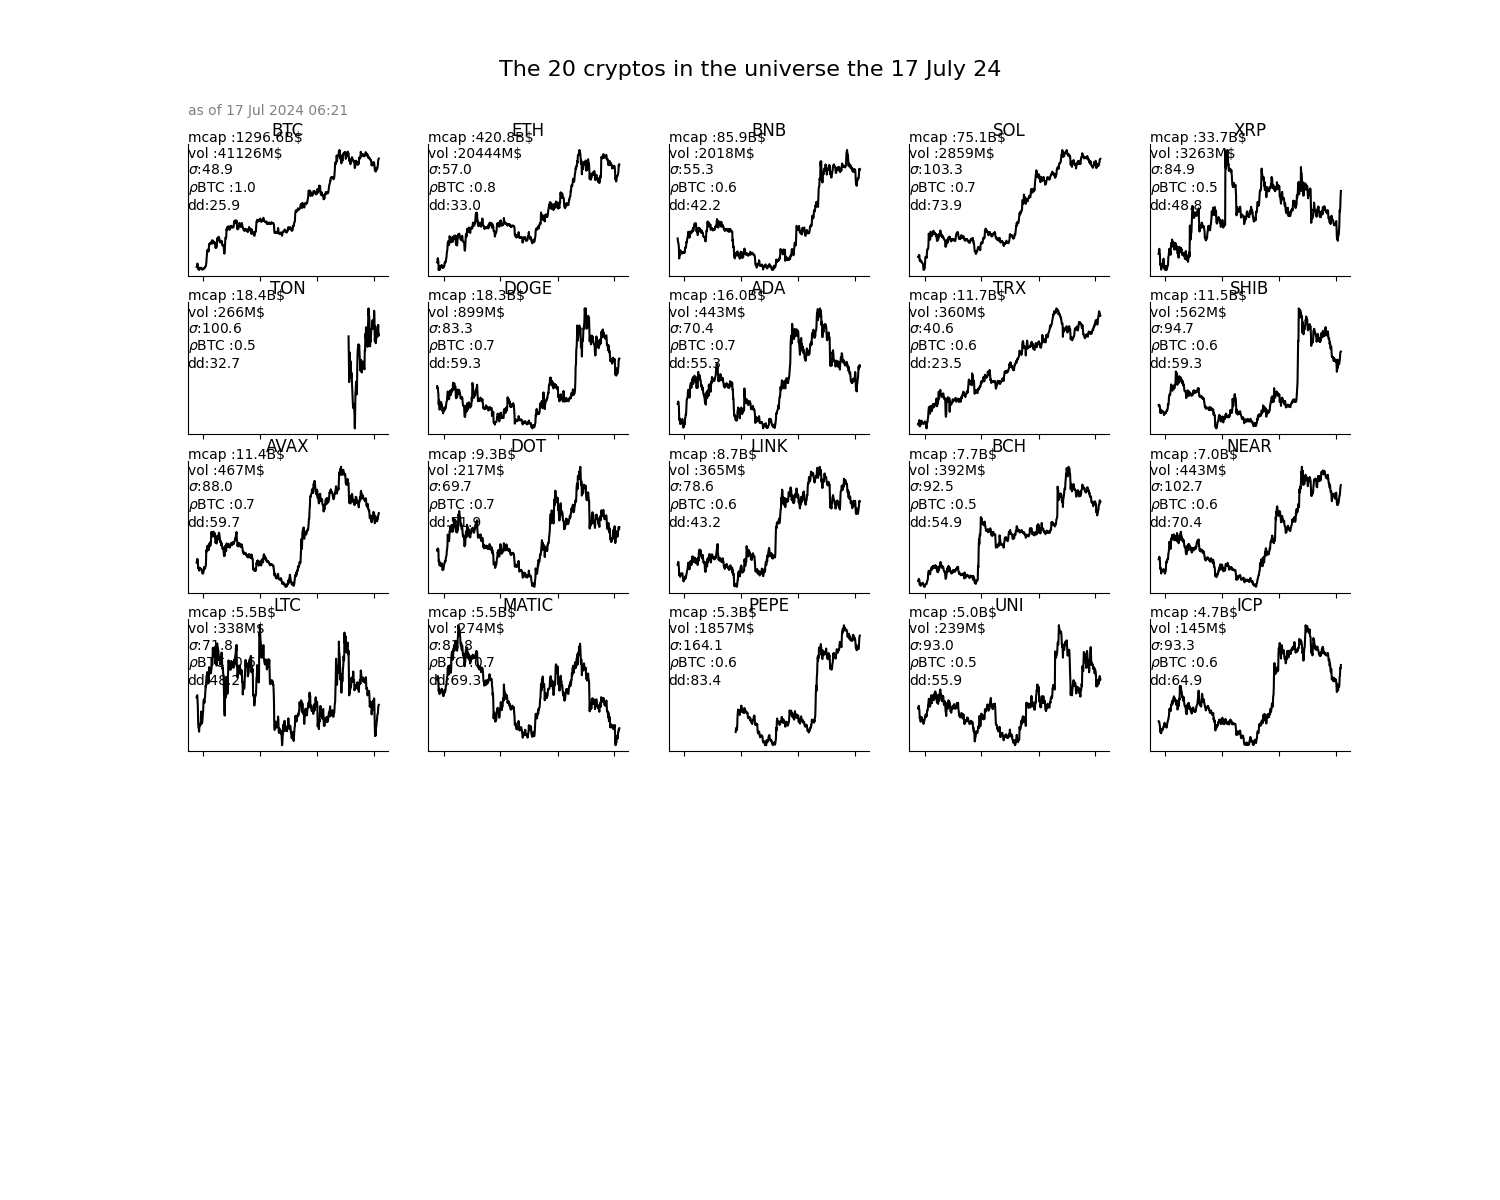 The 20 cryptos in the universe the 17 July 24
as of 17 Jul 2024 06:21
BTC
mcap :1296.6B$
vol :41126M$
σ:48.9
ρBTC :1.0
dd:25.9
ETH
mcap :420.8B$
vol :20444M$
σ:57.0
ρBTC :0.8
dd:33.0
BNB
mcap :85.9B$
vol :2018M$
σ:55.3
ρBTC :0.6
dd:42.2
SOL
mcap :75.1B$
vol :2859M$
σ:103.3
ρBTC :0.7
dd:73.9
XRP
mcap :33.7B$
vol :3263M$
σ:84.9
ρBTC :0.5
dd:48.8
TON
mcap :18.4B$
vol :266M$
σ:100.6
ρBTC :0.5
dd:32.7
DOGE
mcap :18.3B$
vol :899M$
σ:83.3
ρBTC :0.7
dd:59.3
ADA
mcap :16.0B$
vol :443M$
σ:70.4
ρBTC :0.7
dd:55.3
TRX
mcap :11.7B$
vol :360M$
σ:40.6
ρBTC :0.6
dd:23.5
SHIB
mcap :11.5B$
vol :562M$
σ:94.7
ρBTC :0.6
dd:59.3
AVAX
mcap :11.4B$
vol :467M$
σ:88.0
ρBTC :0.7
dd:59.7
DOT
mcap :9.3B$
vol :217M$
σ:69.7
ρBTC :0.7
LINK
mcap :8.7B$
vol :365M$
σ:78.6
ρBTC :0.6
dd:43.2
BCH
mcap :7.7B$
vol :392M$
σ:92.5
ρBTC :0.5
dd:54.9
NEAR
mcap :7.0B$
vol :443M$
σ:102.7
ρBTC :0.6
dd:70.4
LTC
mcap :5.5B$
vol :338M$
σ:71.8
ρBTC :0.6
dd:48.2
MATIC
mcap :5.5B$
vol :274M$
ρBTC :0.7
dd:69.3
PEPE
mcap :5.3B$
vol :1857M$
σ:164.1
ρBTC :0.6
dd:83.4
UNI
mcap :5.0B$
vol :239M$
σ:93.0
ρBTC :0.5
dd:55.9
ICP
mcap :4.7B$
vol :145M$
σ:93.3
ρBTC :0.6
dd:64.9